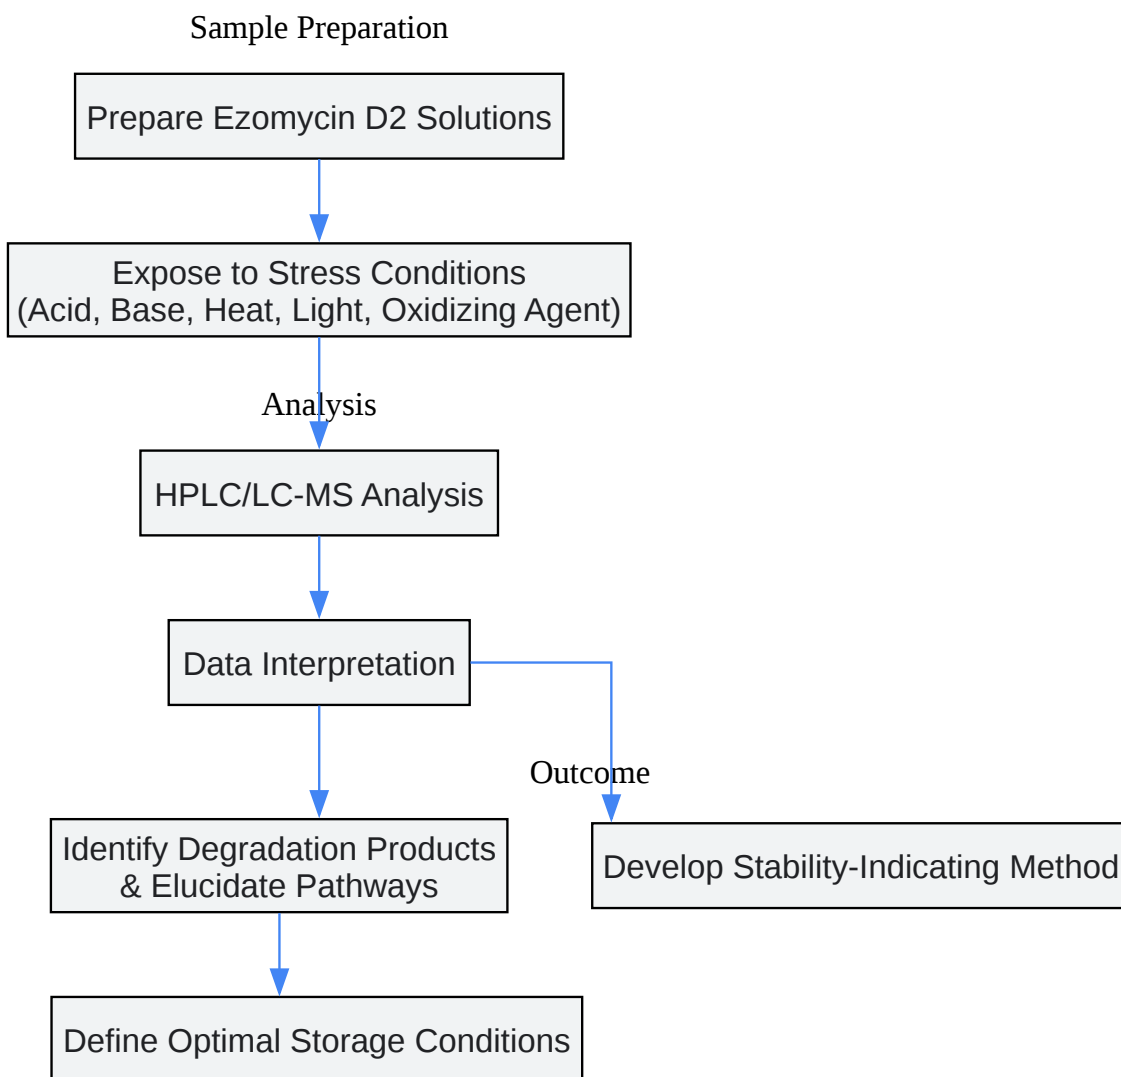 Sample Preparation
Prepare Ezomycin D2 Solutions
Expose to Stress Conditions
(Acid, Base, Heat, Light, Oxidizing Agent)
Analysis
HPLC/LC-MS Analysis
Data Interpretation
Outcome
Identify Degradation Products
& Elucidate Pathways
Develop Stability-Indicating Method
Define Optimal Storage Conditions